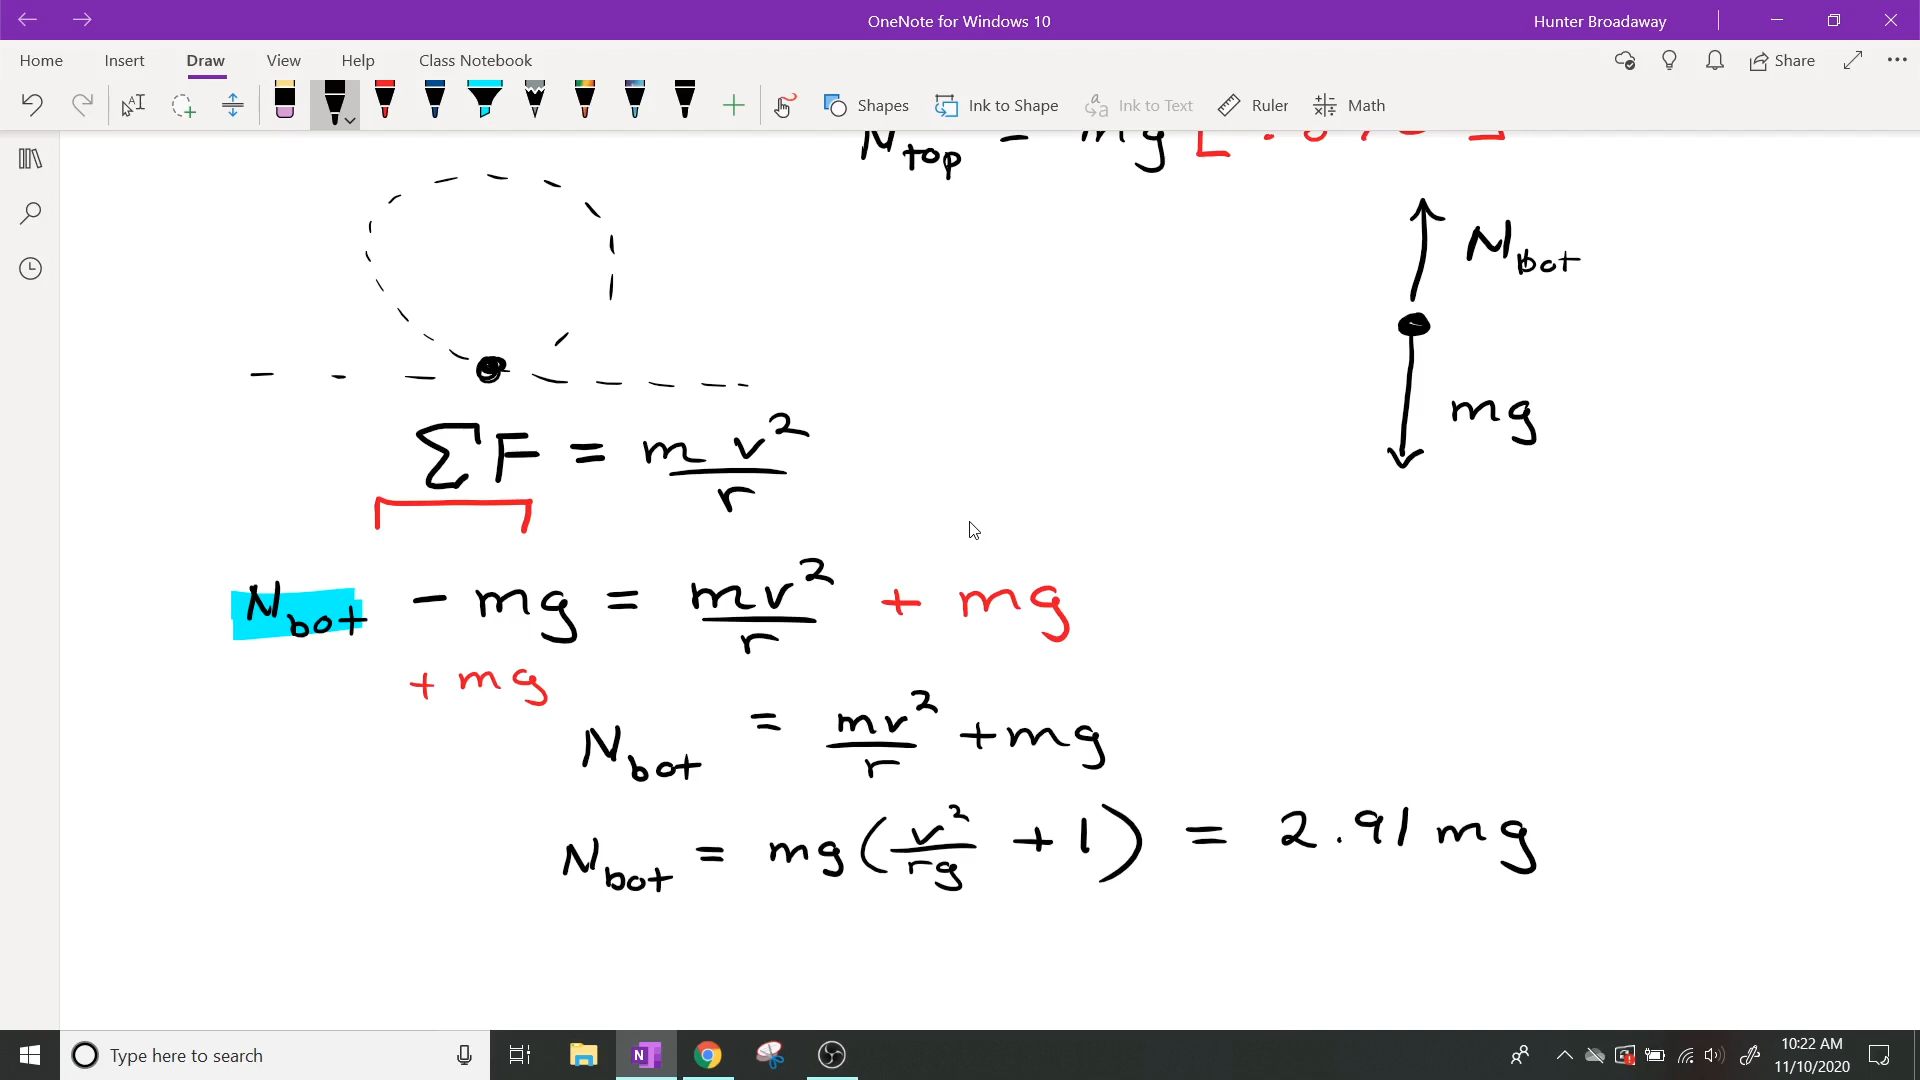 OneNote for Windows 10
Hunter Broadaway
Home Insert Draw View Help Class Notebook
Share
Shapes Ink to Shape Ink to Text Ruler Math
N top = mg [
N bot
mg
ΣF = mv²/r
N bot - mg = mv²/r + mg
+ mg
N bot = mv²/r + mg
N bot = mg(v²/rg + 1) = 2.91 mg
Type here to search
10:22 AM
11/10/2020